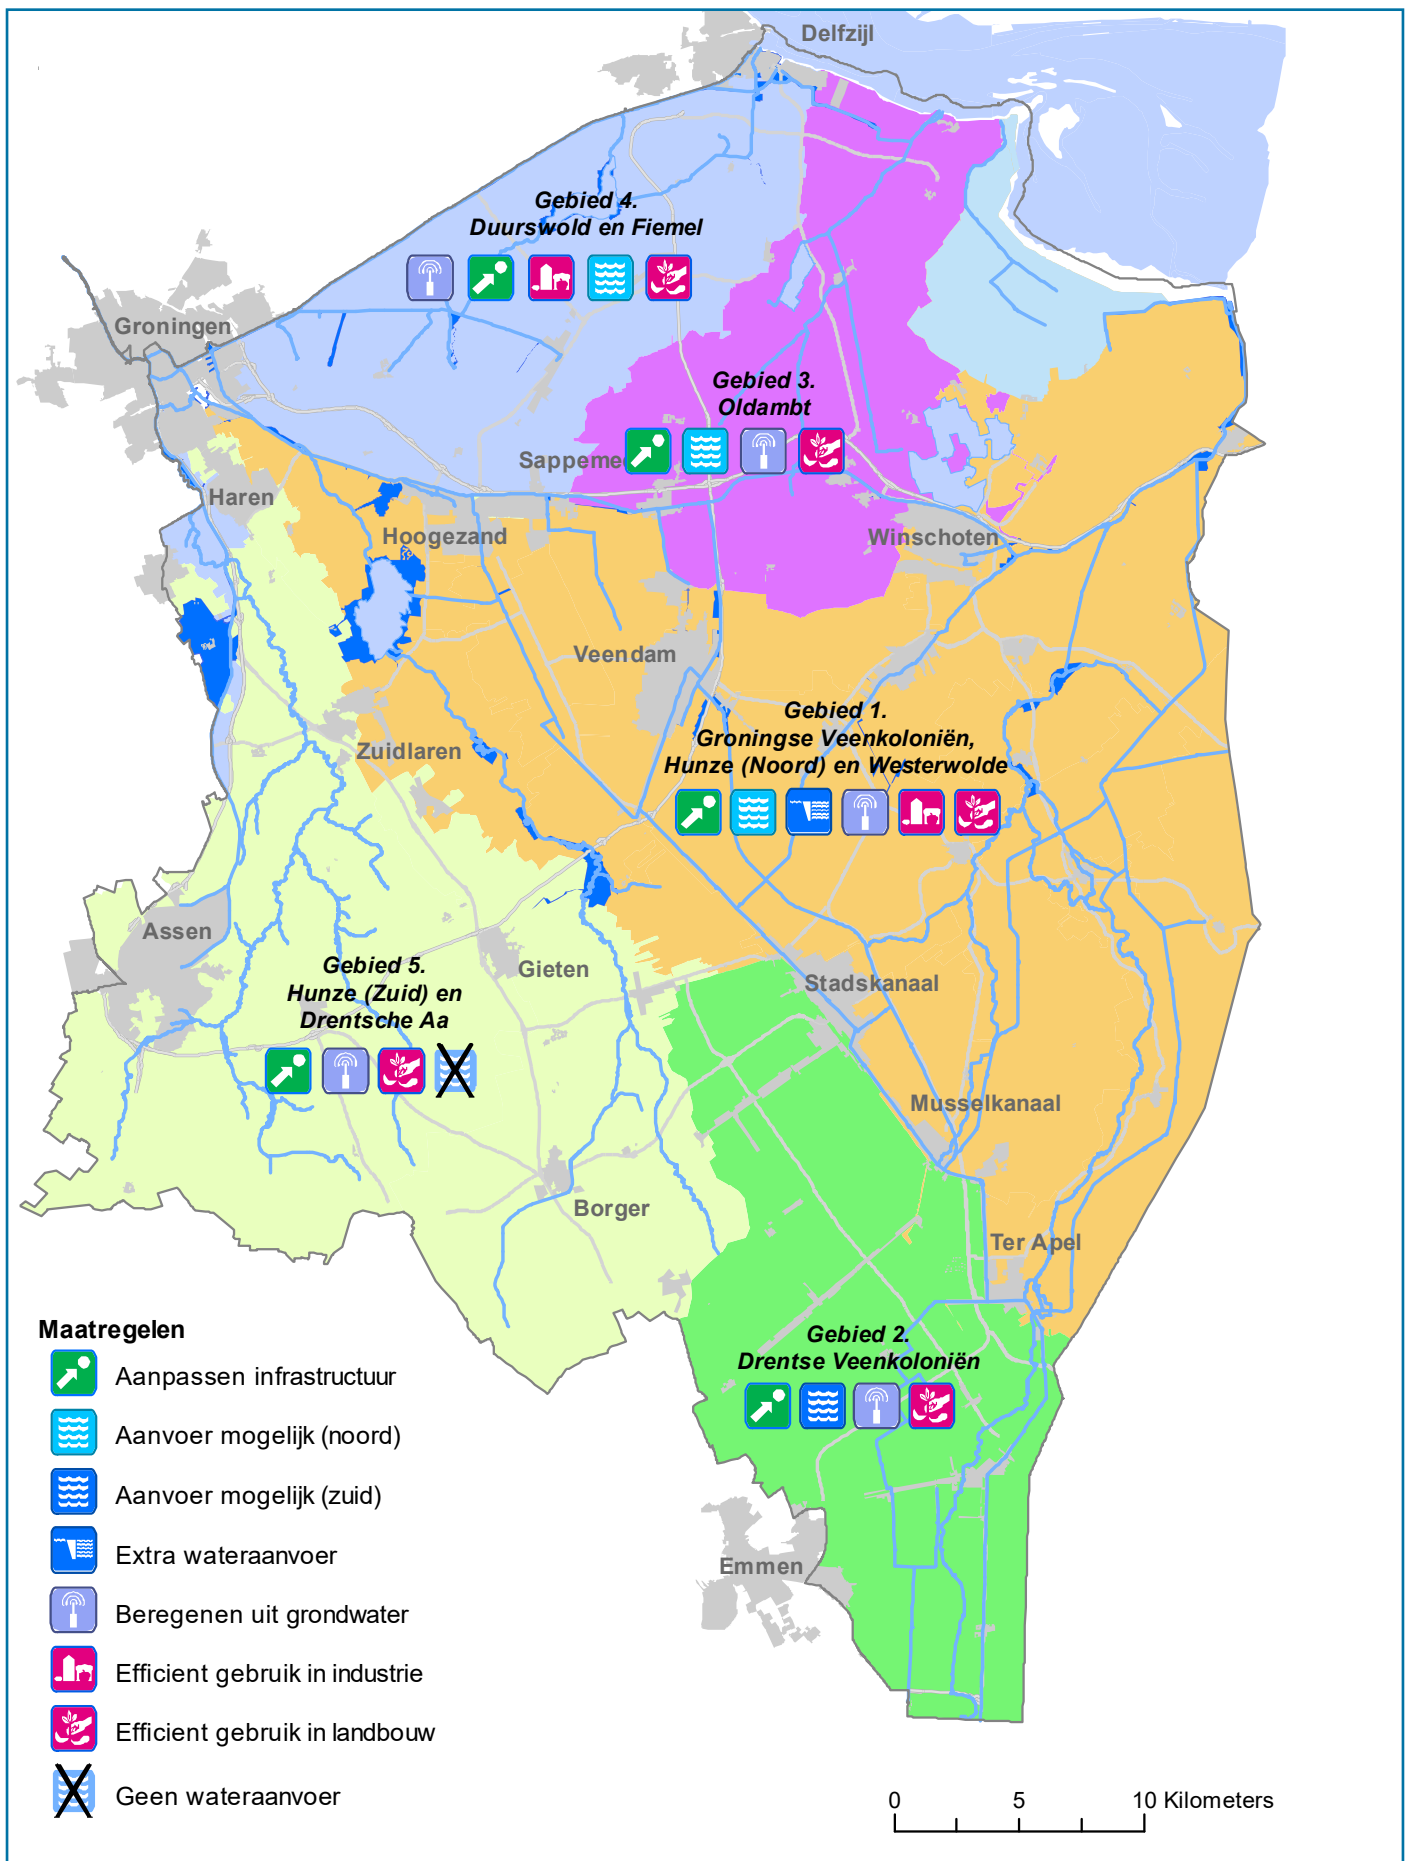 Delfzijl
Gebied 4.
Duurswold en Fiemel
Groningen
Gebied 3.
Oldambt
Sappeme
Haren
Hoogezand
Winschoten
Veendam
Gebied 1.
Groningse Veenkoloniën,
Hunze (Noord) en Westerwolde
Zuidlaren
Assen
Gieten
Gebied 5.
Hunze (Zuid) en
Drentsche Aa
Stadskanaal
Musselkanaal
Borger
Ter Apel
Gebied 2.
Drentse Veenkoloniën
Emmen
Maatregelen
Aanpassen infrastructuur
Aanvoer mogelijk (noord)
Aanvoer mogelijk (zuid)
Extra wateraanvoer
Beregenen uit grondwater
Efficient gebruik in industrie
Efficient gebruik in landbouw
Geen wateraanvoer
0 5 10 Kilometers